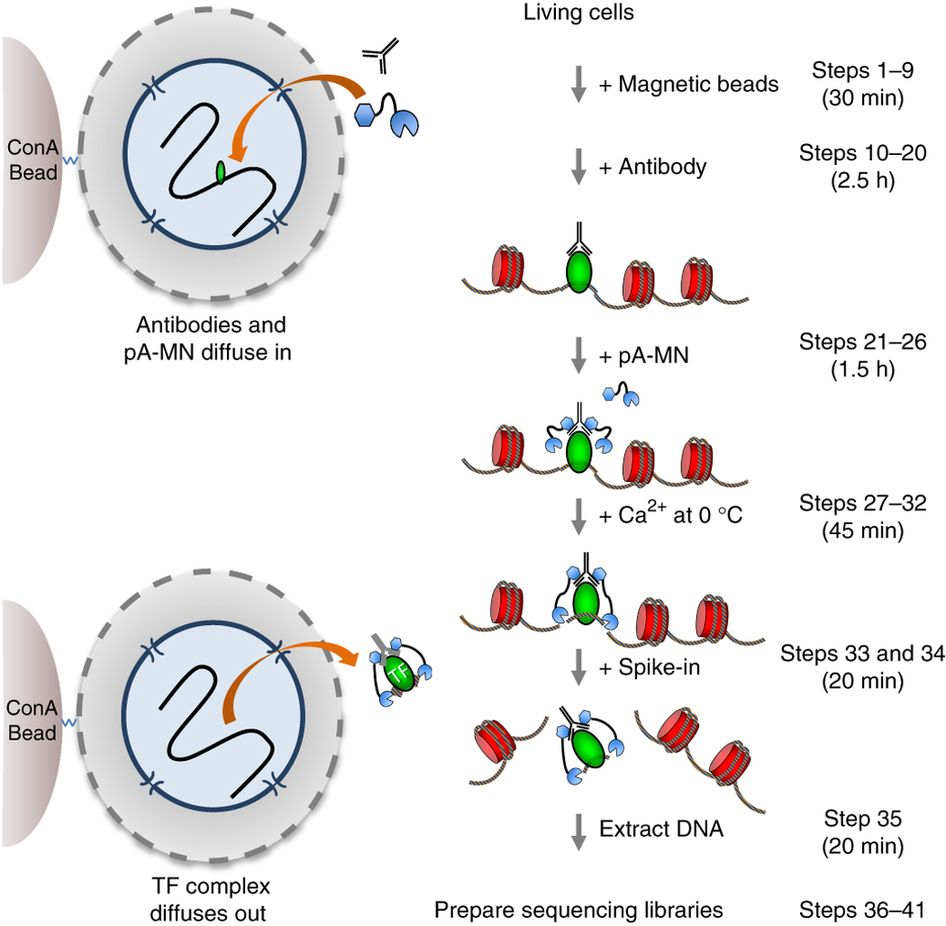 Living cells
+ Magnetic beads
Steps 1–9
(30 min)
ConA
Bead
+ Antibody
Steps 10–20
(2.5 h)
Antibodies and
pA-MN diffuse in
+ pA-MN
Steps 21–26
(1.5 h)
+ Ca²⁺ at 0 °C
Steps 27–32
(45 min)
+ Spike-in
Steps 33 and 34
(20 min)
TF
ConA
Bead
Extract DNA
Step 35
(20 min)
TF complex
diffuses out
Prepare sequencing libraries
Steps 36–41